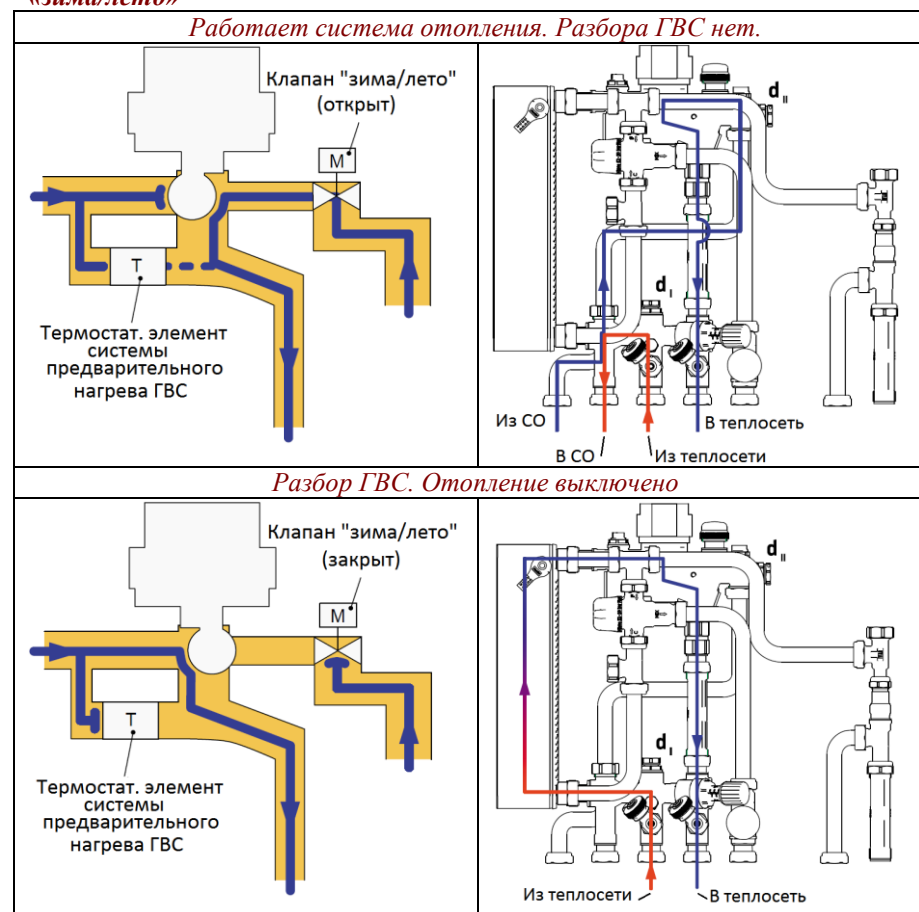 «зима/лето»
Работает система отопления. Разбора ГВС нет.
Клапан "зима/лето"
(открыт)
М
Т
Термостат. элемент
системы
предварительного
нагрева ГВС
d II
d I
Из СО
В теплосеть
В СО
Из теплосети
Разбор ГВС. Отопление выключено
Клапан "зима/лето"
(закрыт)
М
Т
Термостат. элемент
системы
предварительного
нагрева ГВС
d II
d I
Из теплосети
В теплосеть